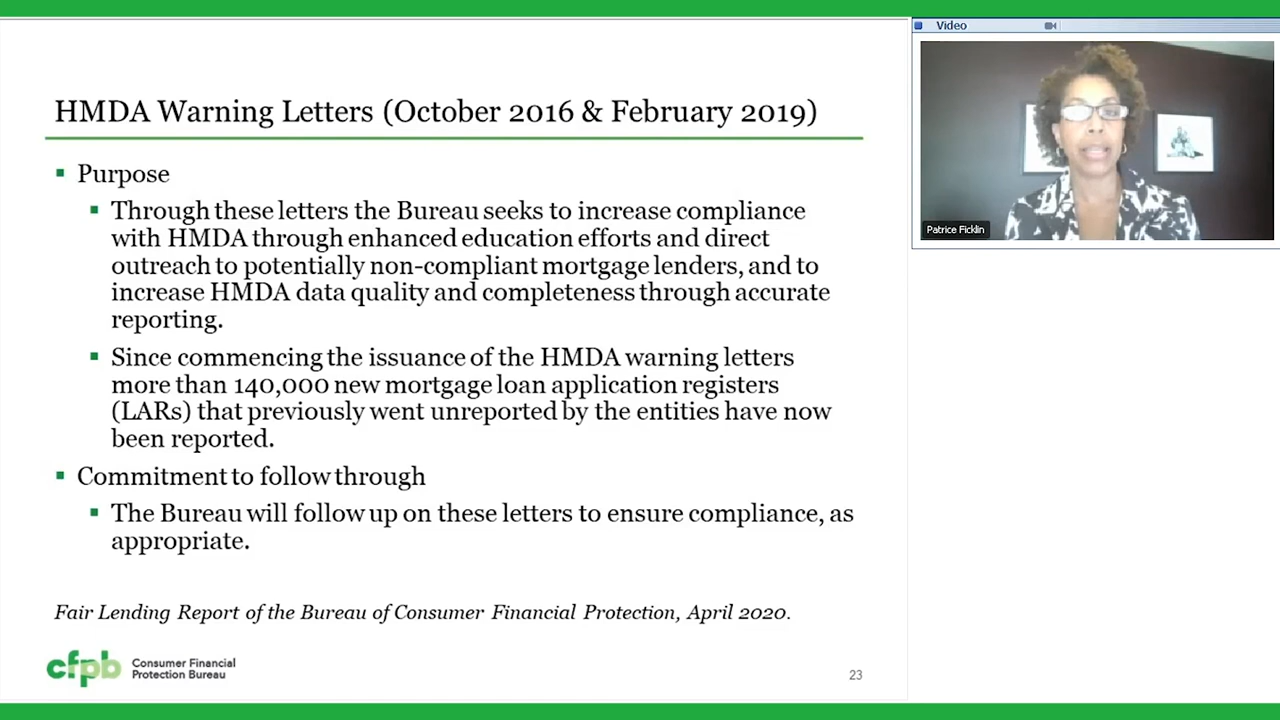 HMDA Warning Letters (October 2016 & February 2019)
Purpose
Through these letters the Bureau seeks to increase compliance
with HMDA through enhanced education efforts and direct
outreach to potentially non-compliant mortgage lenders, and to
increase HMDA data quality and completeness through accurate
reporting.
Since commencing the issuance of the HMDA warning letters
more than 140,000 new mortgage loan application registers
(LARs) that previously went unreported by the entities have now
been reported.
Commitment to follow through
The Bureau will follow up on these letters to ensure compliance, as
appropriate.
Fair Lending Report of the Bureau of Consumer Financial Protection, April 2020.
cfpb
Consumer Financial
Protection Bureau
23
Video
Patrice Ficklin